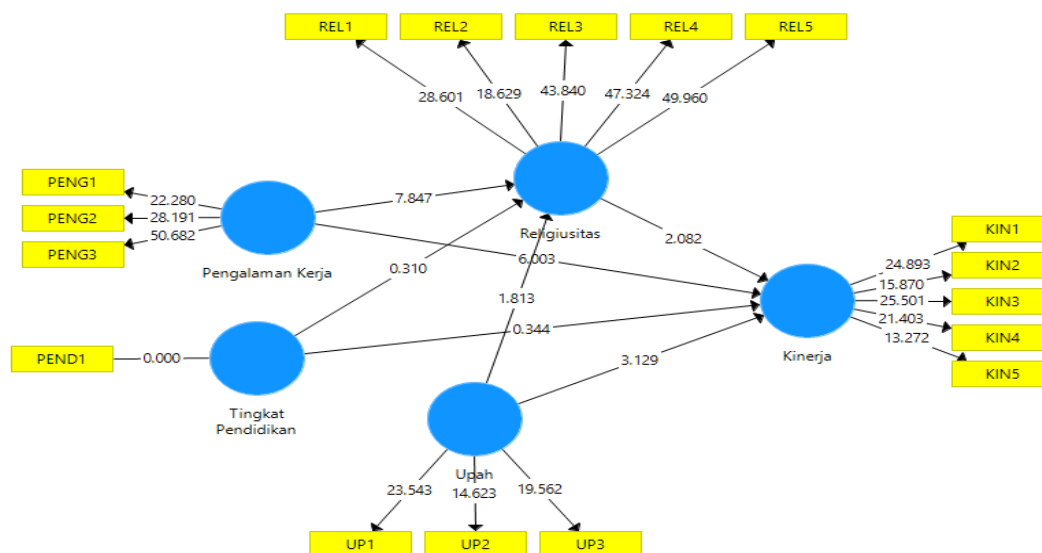 REL1 REL2 REL3 REL4 REL5
28.601 18.629 43.840 47.324 49.960
PENG1
PENG2
PENG3
22.280
28.191
50.682
Pengalaman Kerja
7.847
Religiusitas
2.082
6.003
0.310
1.813
0.344
3.129
KIN1
KIN2
KIN3
KIN4
KIN5
24.893
15.870
25.501
21.403
13.272
Kinerja
PEND1
0.000
Tingkat
Pendidikan
Upah
23.543 14.623 19.562
UP1 UP2 UP3